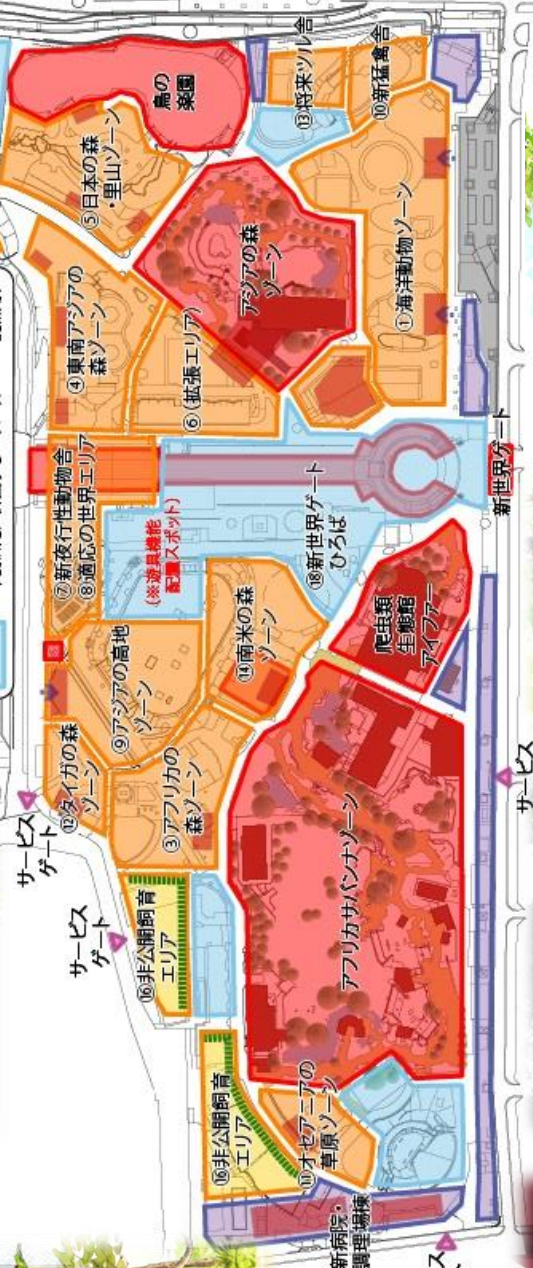 鳥の
楽園
⑬将来ツル舎
⑩新猛禽舎
⑤日本の森
・里山ゾーン
アジアの森
ゾーン
①海洋動物ゾーン
④東南アジアの
森ゾーン
⑥(拡張エリア)
⑦新夜行性動物舎
⑧適応の世界エリア
(※遊具機能
配置スポット)
⑱新世界ゲート
ひろば
新世界ゲート
⑨アジアの高地
ゾーン
⑭南米の森
ゾーン
爬虫類
生態館
アイファー
⑫タイガの森
ゾーン
③アフリカの
森ゾーン
サービス
ゲート
サービス
ゲート
⑯非公開飼育
エリア
アフリカサバンナゾーン
サービス
⑯非公開飼育
エリア
⑪オセアニアの
草原ゾーン
新病院・
調理場棟